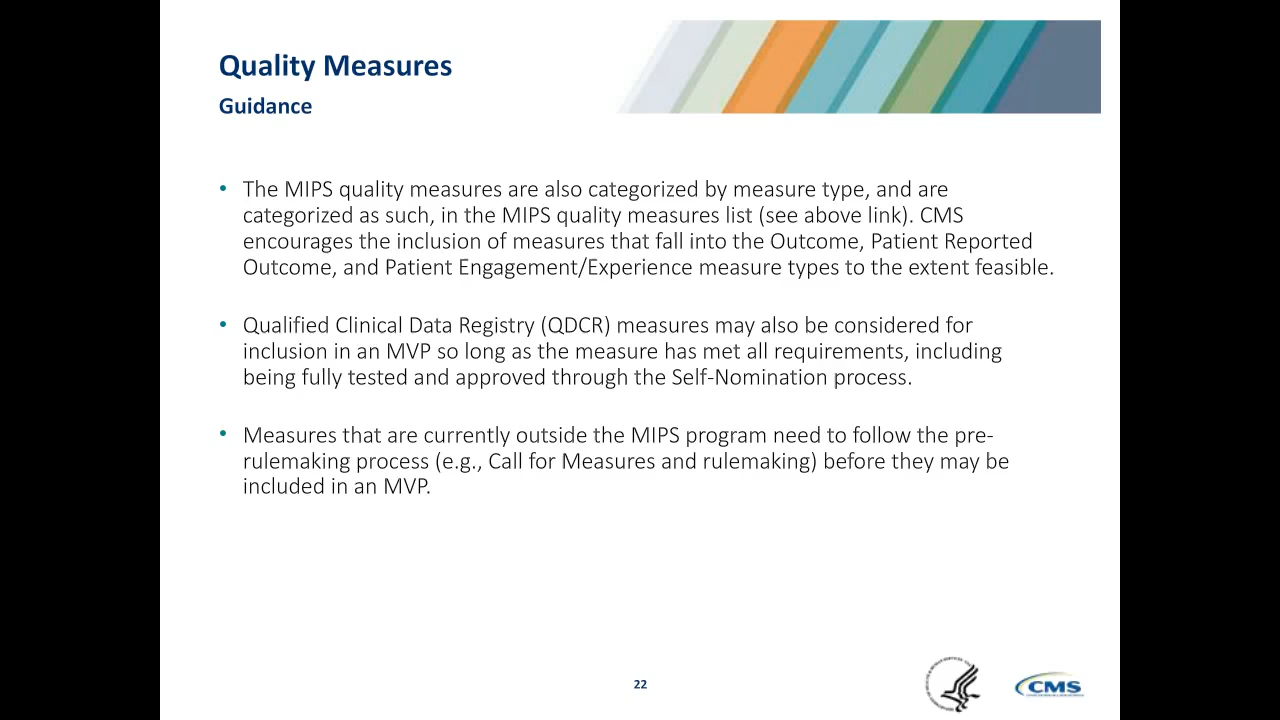 Quality Measures
Guidance
• The MIPS quality measures are also categorized by measure type, and are
categorized as such, in the MIPS quality measures list (see above link). CMS
encourages the inclusion of measures that fall into the Outcome, Patient Reported
Outcome, and Patient Engagement/Experience measure types to the extent feasible.
• Qualified Clinical Data Registry (QDCR) measures may also be considered for
inclusion in an MVP so long as the measure has met all requirements, including
being fully tested and approved through the Self-Nomination process.
• Measures that are currently outside the MIPS program need to follow the pre-
rulemaking process (e.g., Call for Measures and rulemaking) before they may be
included in an MVP.
22
CMS